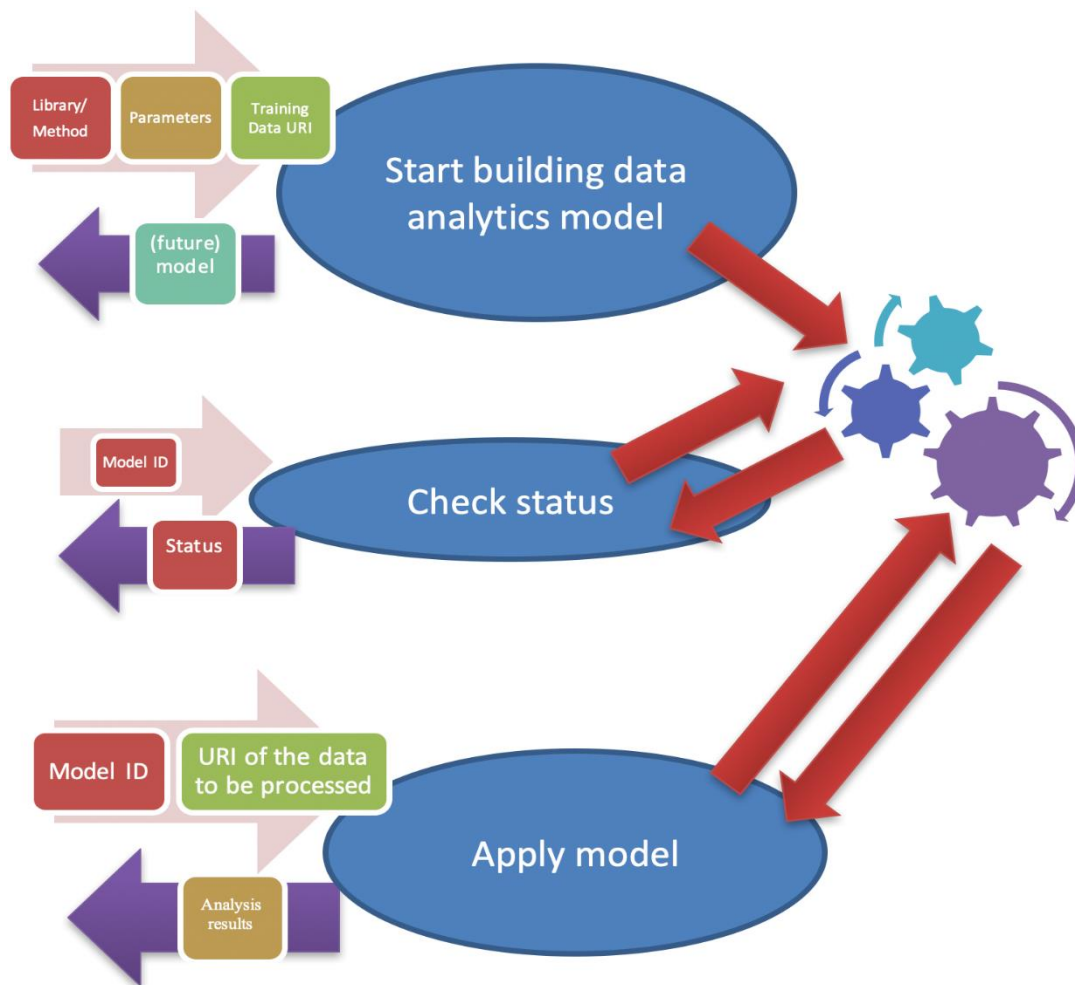 Library/
Method
Parameters
Training
Data URI
Start building data
analytics model
(future)
model
Model ID
Check status
Status
Model ID
URI of the data
to be processed
Apply model
Analysis
results